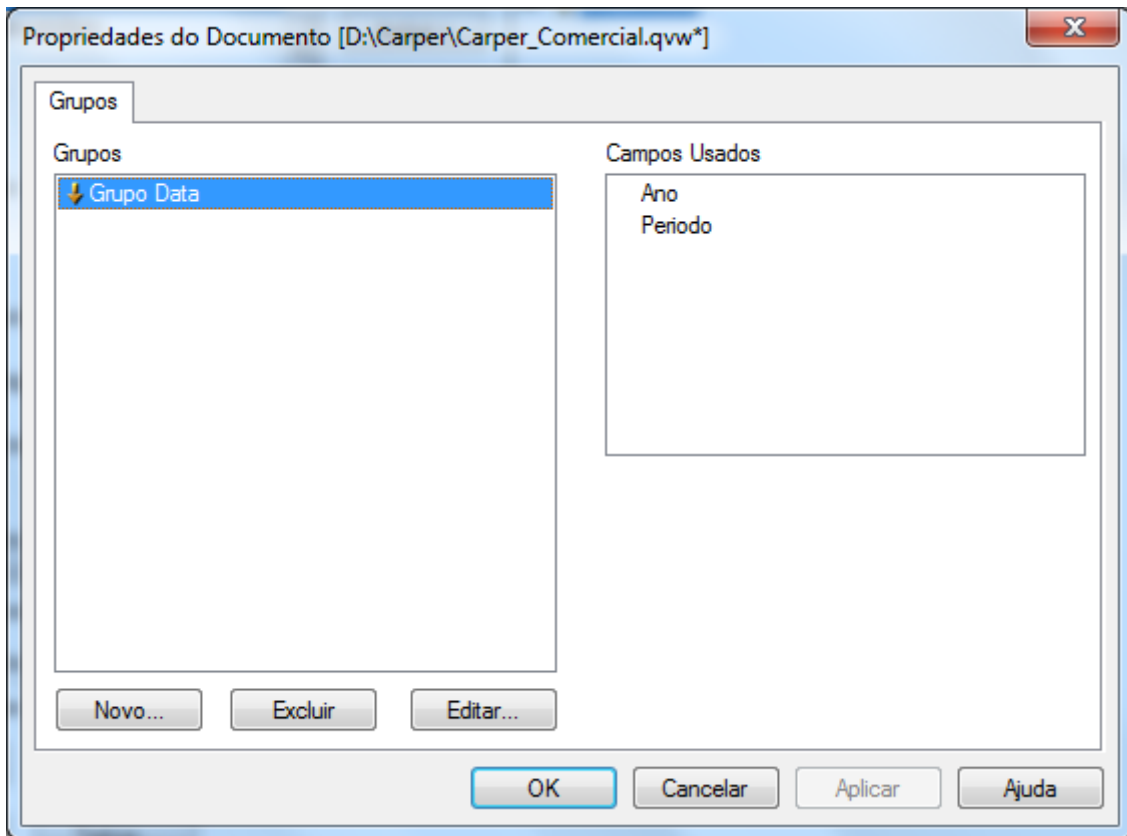 Propriedades do Documento [D:\Carper\Carper_Comercial.qvw*]
Grupos
Grupos
Campos Usados
Grupo Data
Ano
Periodo
Novo...
Excluir
Editar...
OK
Cancelar
Aplicar
Ajuda